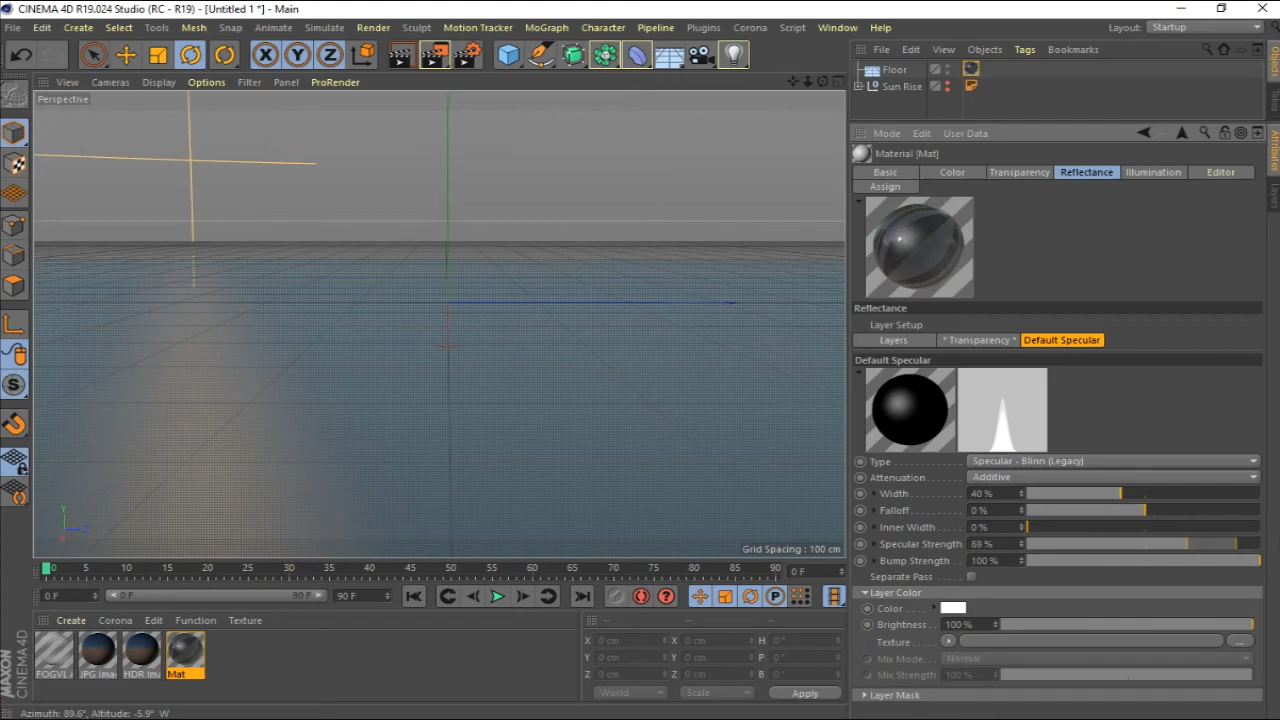 CINEMA 4D R19.024 Studio (RC - R19) - [Untitled 1 *] - Main
File Edit Create Select Tools Mesh Snap Animate Simulate Render Sculpt Motion Tracker MoGraph Character Pipeline Plugins Corona Script Window Help Layout: Startup
File Edit View Objects Tags Bookmarks
View Cameras Display Options Filter Panel ProRender
Perspective
Floor
Sun Rise
Objects
Takes
Attributes
Layers
Mode Edit User Data
Material [Mat]
Basic Color Transparency Reflectance Illumination Editor
Assign
Reflectance
Layer Setup
Layers * Transparency * Default Specular
Default Specular
Type Specular - Blinn (Legacy)
Attenuation Additive
Width 40 %
Falloff 0 %
Inner Width 0 %
Specular Strength 69 %
Bump Strength 100 %
Separate Pass
Layer Color
Color
Brightness 100 %
Texture ...
Mix Mode Normal
Mix Strength 100 %
Layer Mask
Y
Z
X
Grid Spacing : 100 cm
0 5 10 15 20 25 30 35 40 45 50 55 60 65 70 75 80 85 90 0 F
0 F 0 F 90 F 90 F
Create Corona Edit Function Texture
FOGVL JPG Ima HDR Im Mat
-- -- --
X 0 cm X 0 cm H 0 °
Y 0 cm Y 0 cm P 0 °
Z 0 cm Z 0 cm B 0 °
World Scale Apply
MAXON CINEMA 4D
Azimuth: 89.6°, Altitude: -5.9° W